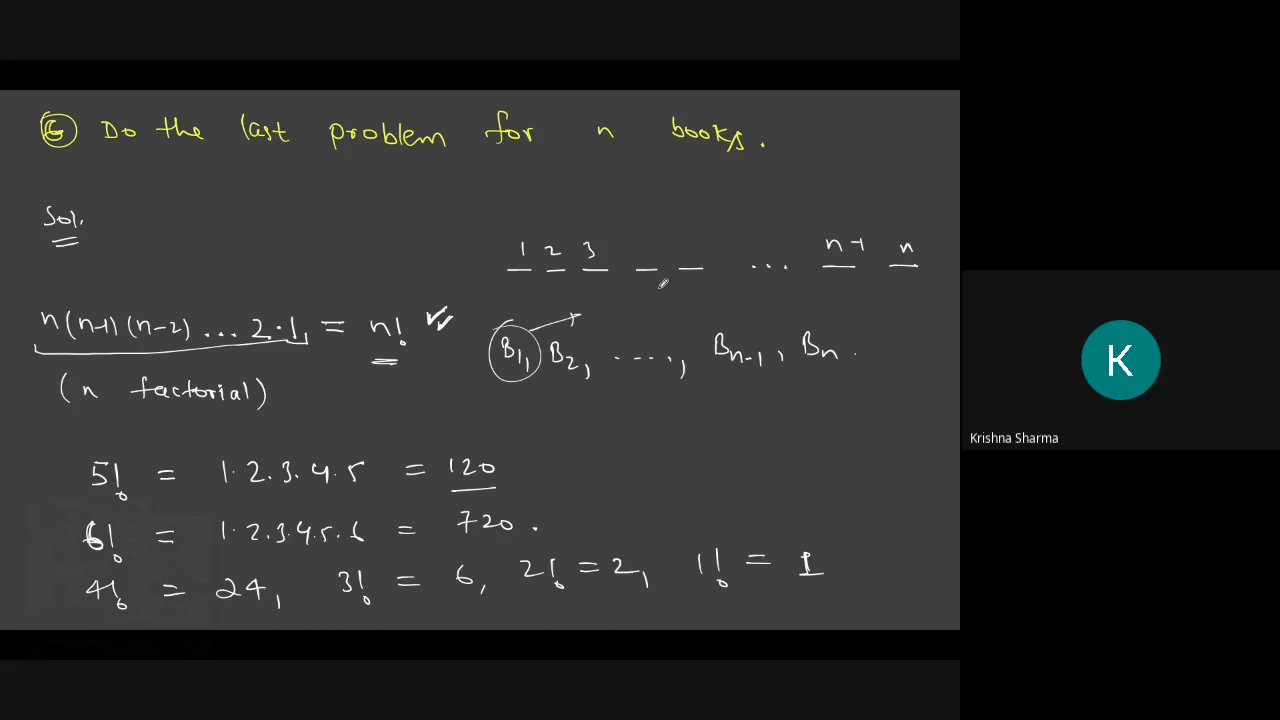 ⑥ Do the last problem for n books.
Sol.
1 2 3 ... n-1 n
n(n-1)(n-2) ... 2.1 = n!
(n factorial)
B1, B2, ...., Bn-1, Bn.
5! = 1.2.3.4.5 = 120
6! = 1.2.3.4.5.6 = 720.
4! = 24, 3! = 6, 2! = 2, 1! = 1
K
Krishna Sharma